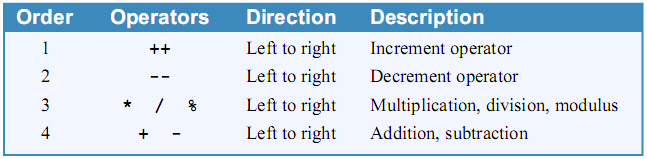 Order Operators Direction Description
1 ++ Left to right Increment operator
2 -- Left to right Decrement operator
3 * / % Left to right Multiplication, division, modulus
4 + - Left to right Addition, subtraction